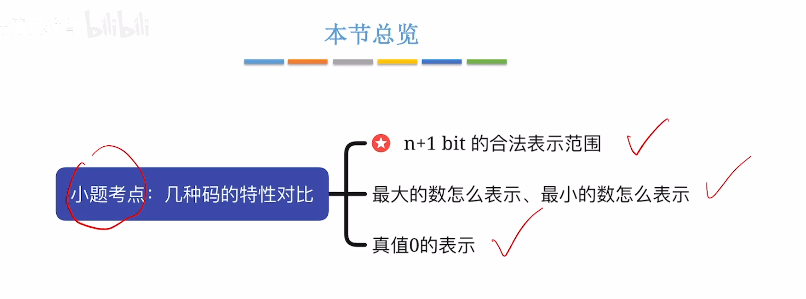 bilibili
本节总览
n+1 bit 的合法表示范围
小题考点：几种码的特性对比
最大的数怎么表示、最小的数怎么表示
真值0的表示